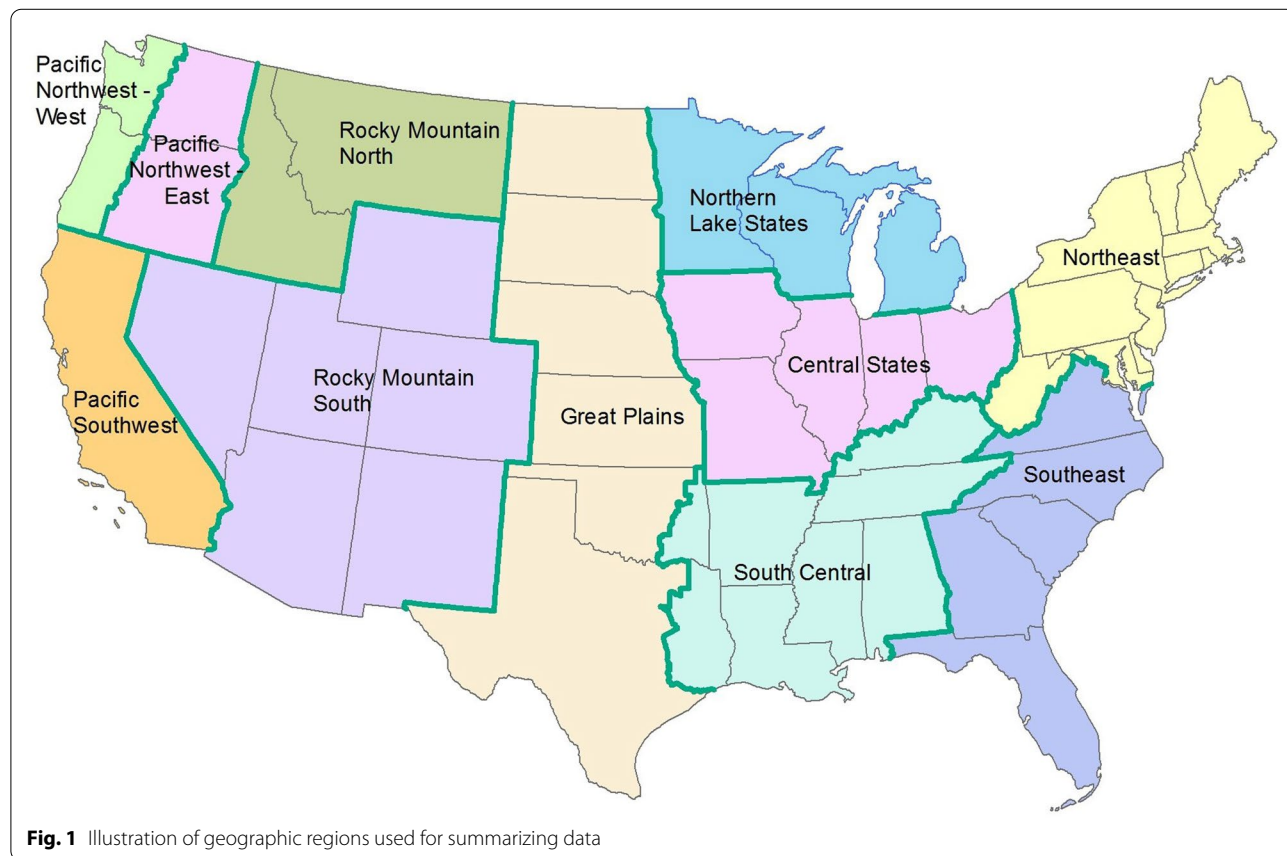 Pacific
Northwest -
West
Pacific
Northwest -
East
Rocky Mountain
North
Northern
Lake States
Northeast
Central States
Rocky Mountain
South
Pacific
Southwest
Great Plains
Southeast
South Central
Fig. 1 Illustration of geographic regions used for summarizing data